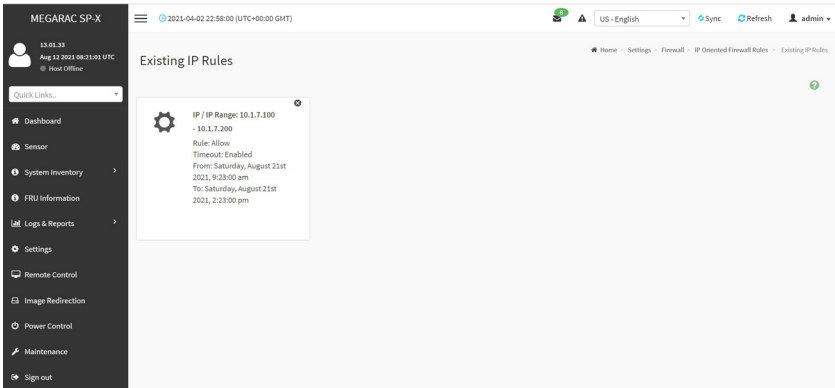 MEGARAC SP-X
2021-04-02 22:58:00 (UTC+00:00 GMT)
8
US - English
Sync
Refresh
admin
13.01.33
Aug 12 2021 08:21:01 UTC
Host Offline
Quick Links..
Dashboard
Sensor
System Inventory
FRU Information
Logs & Reports
Settings
Remote Control
Image Redirection
Power Control
Maintenance
Sign out
Existing IP Rules
Home - Settings - Firewall - IP Oriented Firewall Rules - Existing IP Rules
IP / IP Range: 10.1.7.100
- 10.1.7.200
Rule: Allow
Timeout: Enabled
From: Saturday, August 21st
2021, 9:23:00 am
To: Saturday, August 21st
2021, 2:23:00 pm